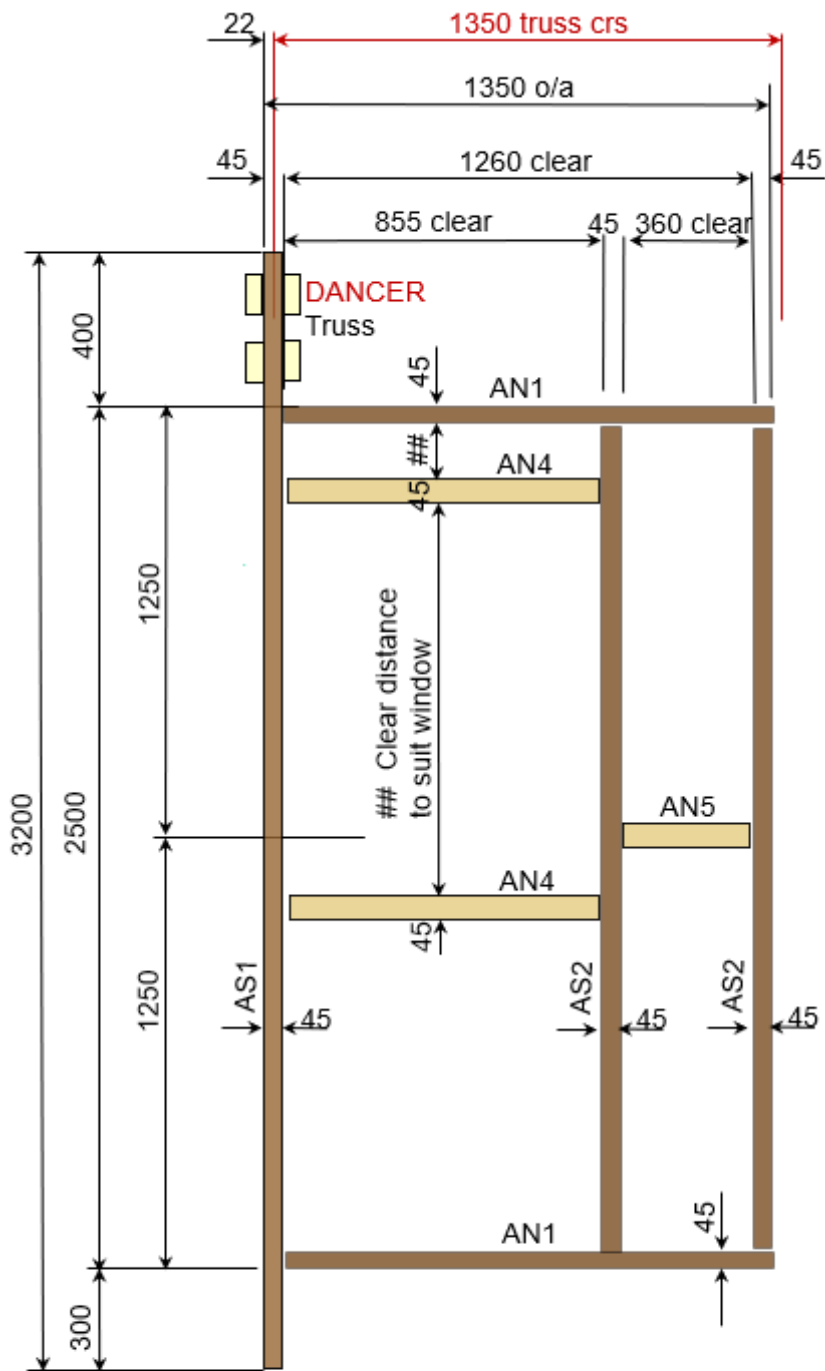 22
1350 truss crs
1350 o/a
45
1260 clear
45
855 clear
45
360 clear
DANCER
Truss
400
45
AN1
##
AN4
45
1250
## Clear distance
to suit window
3200
2500
AN5
AN4
45
AS1
AS2
AS2
1250
45
45
45
AN1
45
300